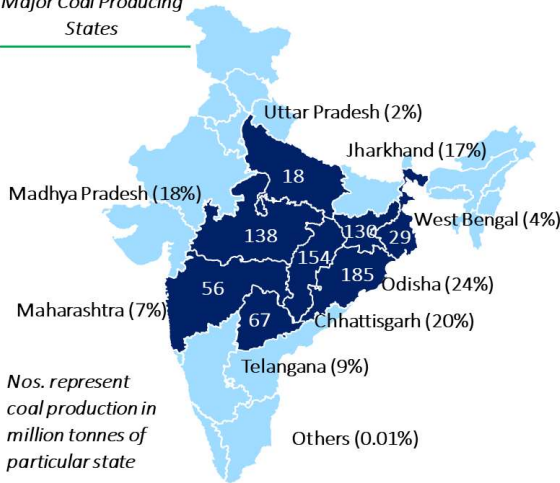 Major Coal Producing
States
Uttar Pradesh (2%)
Jharkhand (17%)
18
Madhya Pradesh (18%)
West Bengal (4%)
138
130
29
154
185
Odisha (24%)
56
Maharashtra (7%)
67
Chhattisgarh (20%)
Telangana (9%)
Nos. represent
coal production in
million tonnes of
particular state
Others (0.01%)